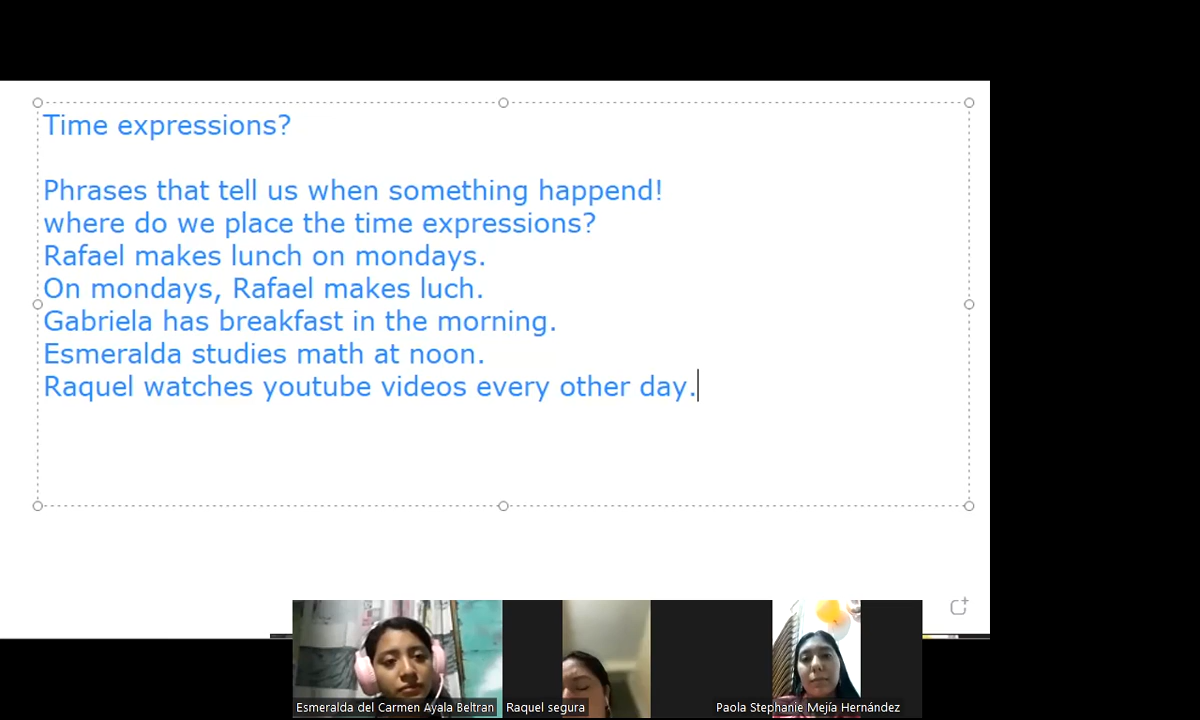 Time expressions?
Phrases that tell us when something happend!
where do we place the time expressions?
Rafael makes lunch on mondays.
On mondays, Rafael makes luch.
Gabriela has breakfast in the morning.
Esmeralda studies math at noon.
Raquel watches youtube videos every other day.
Esmeralda del Carmen Ayala Beltran
Raquel segura
Paola Stephanie Mejía Hernández